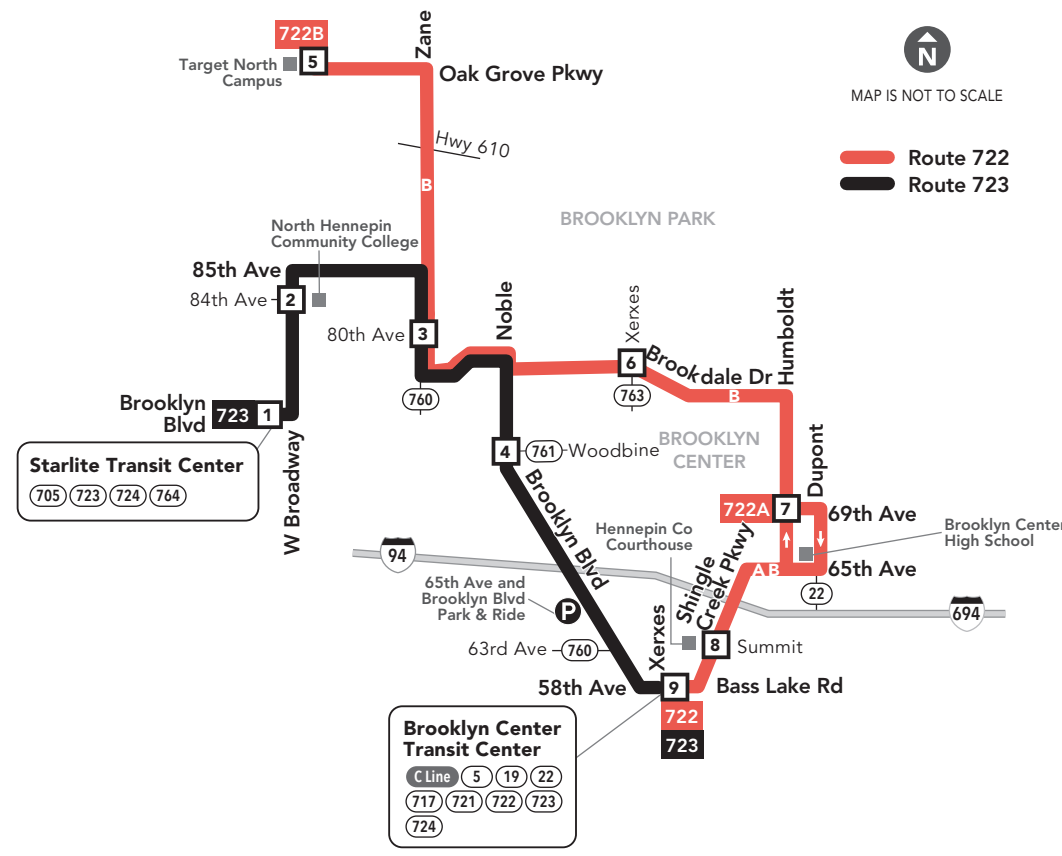 722B
Zane
5
Target North
Campus
Oak Grove Pkwy
N
MAP IS NOT TO SCALE
Hwy 610
Route 722
Route 723
B
BROOKLYN PARK
North Hennepin
Community College
85th Ave
84th Ave
2
80th Ave
3
Noble
Xerxes
6
Brookdale Dr
Humboldt
760
763
B
Brooklyn
Blvd
723
1
W Broadway
Starlite Transit Center
705
723
724
764
4
761
Woodbine
BROOKLYN
CENTER
Brooklyn Blvd
Dupont
722A
7
69th Ave
Hennepin Co
Courthouse
Shingle
Creek Pkwy
Brooklyn Center
High School
94
A B
65th Ave
22
694
65th Ave and
Brooklyn Blvd
Park & Ride
P
63rd Ave
760
Xerxes
8
Summit
58th Ave
9
Bass Lake Rd
722
723
Brooklyn Center
Transit Center
C Line
5
19
22
717
721
722
723
724